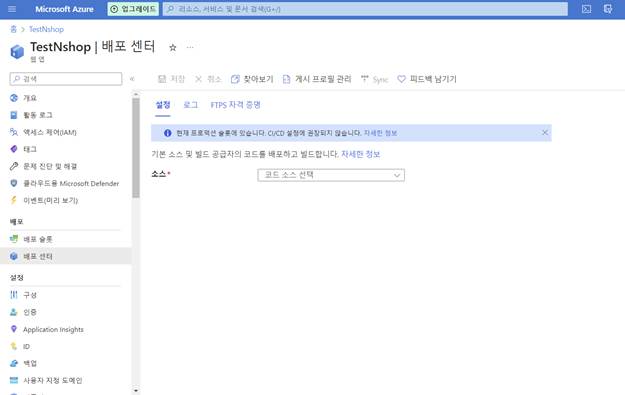 Microsoft Azure
업그레이드
리소스, 서비스 및 문서 검색(G+/)
홈 > TestNshop
TestNshop | 배포 센터
웹 앱
검색
저장
취소
찾아보기
게시 프로필 관리
Sync
피드백 남기기
개요
활동 로그
액세스 제어(IAM)
태그
문제 진단 및 해결
클라우드용 Microsoft Defender
이벤트(미리 보기)
배포
배포 슬롯
배포 센터
설정
구성
인증
Application Insights
ID
백업
사용자 지정 도메인
설정 로그 FTPS 자격 증명
현재 프로덕션 슬롯에 있습니다. CI/CD 설정에 권장되지 않습니다. 자세한 정보
기본 소스 및 빌드 공급자의 코드를 배포하고 빌드합니다. 자세한 정보
소스* 코드 소스 선택